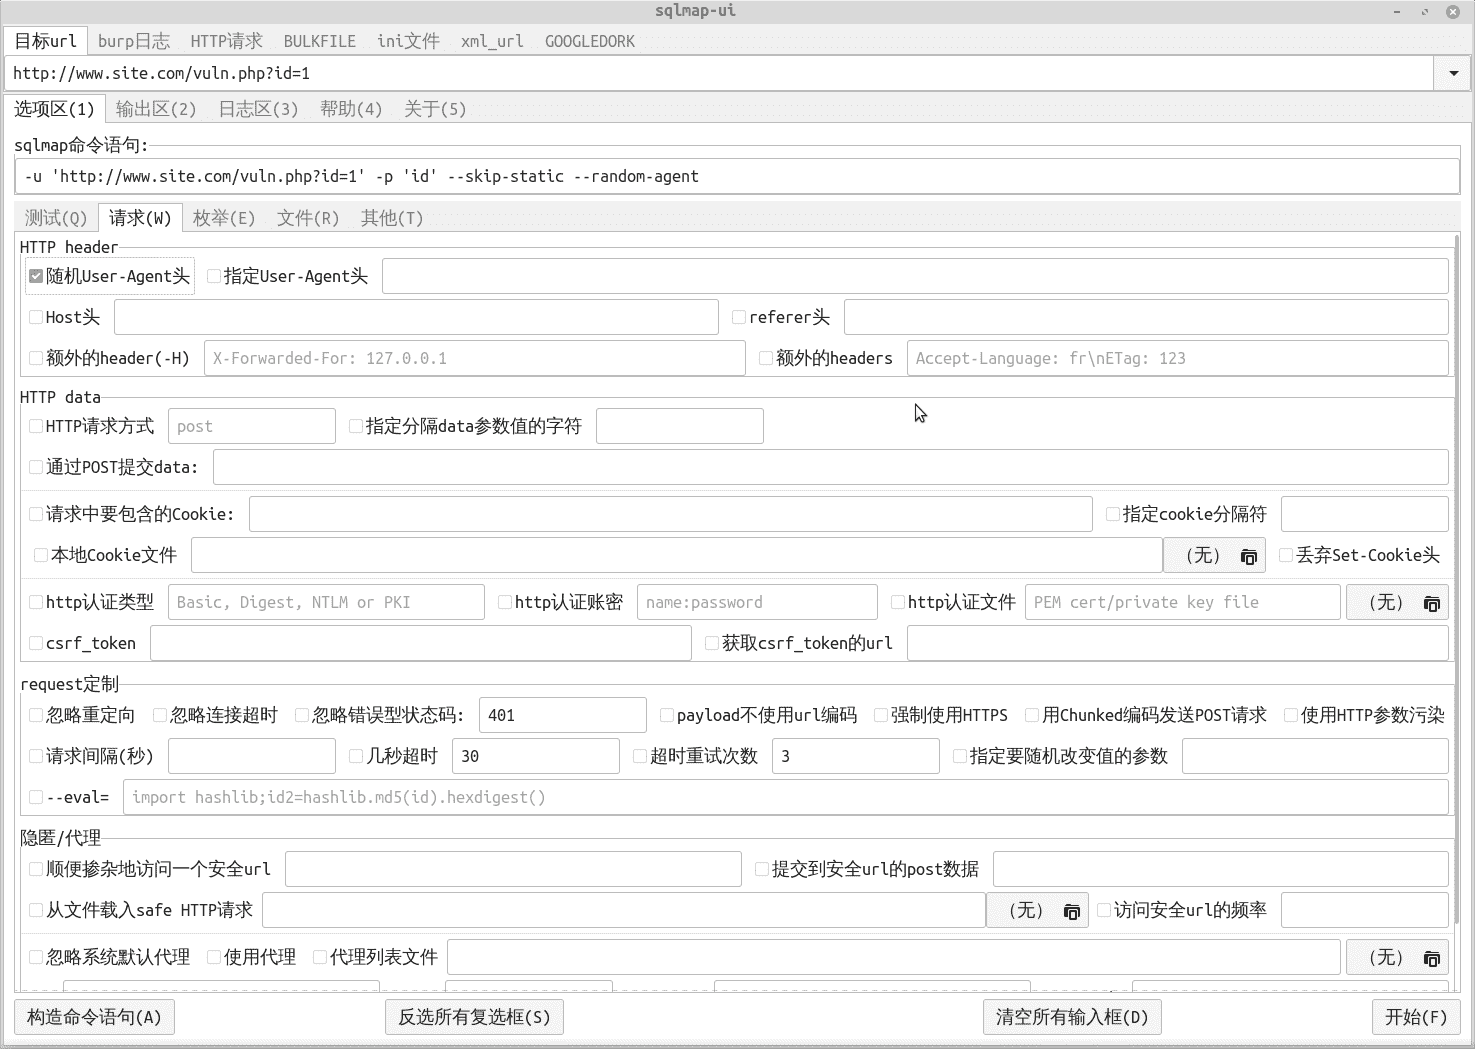 sqlmap-ui
目标url burp日志 HTTP请求 BULKFILE ini文件 xml_url GOOGLEDORK
http://www.site.com/vuln.php?id=1
选项区(1) 输出区(2) 日志区(3) 帮助(4) 关于(5)
sqlmap命令语句:
-u 'http://www.site.com/vuln.php?id=1' -p 'id' --skip-static --random-agent
测试(Q) 请求(W) 枚举(E) 文件(R) 其他(T)
HTTP header
随机User-Agent头 指定User-Agent头
Host头 referer头
额外的header(-H) X-Forwarded-For: 127.0.0.1 额外的headers Accept-Language: fr\nETag: 123
HTTP data
HTTP请求方式 post 指定分隔data参数值的字符
通过POST提交data:
请求中要包含的Cookie: 指定cookie分隔符
本地Cookie文件 （无） 丢弃Set-Cookie头
http认证类型 Basic, Digest, NTLM or PKI http认证账密 name:password http认证文件 PEM cert/private key file （无）
csrf_token 获取csrf_token的url
request定制
忽略重定向 忽略连接超时 忽略错误型状态码: 401 payload不使用url编码 强制使用HTTPS 用Chunked编码发送POST请求 使用HTTP参数污染
请求间隔(秒) 几秒超时 30 超时重试次数 3 指定要随机改变值的参数
--eval= import hashlib;id2=hashlib.md5(id).hexdigest()
隐匿/代理
顺便掺杂地访问一个安全url 提交到安全url的post数据
从文件载入safe HTTP请求 （无） 访问安全url的频率
忽略系统默认代理 使用代理 代理列表文件 （无）
构造命令语句(A) 反选所有复选框(S) 清空所有输入框(D) 开始(F)